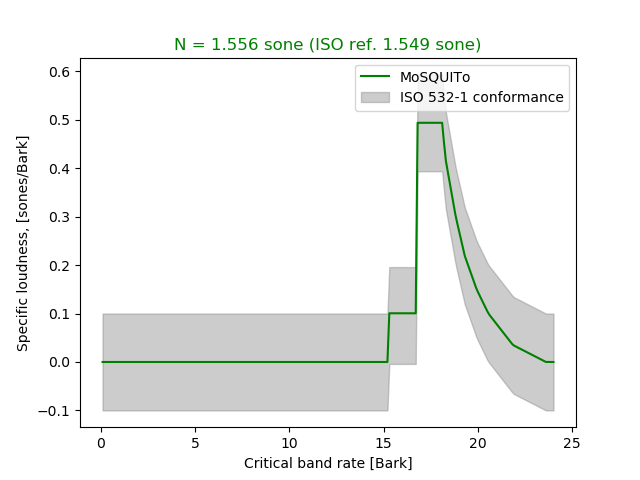 N = 1.556 sone (ISO ref. 1.549 sone)
MoSQUITo
ISO 532-1 conformance
Specific loudness, [sones/Bark]
0.6
0.5
0.4
0.3
0.2
0.1
0.0
−0.1
0 5 10 15 20 25
Critical band rate [Bark]